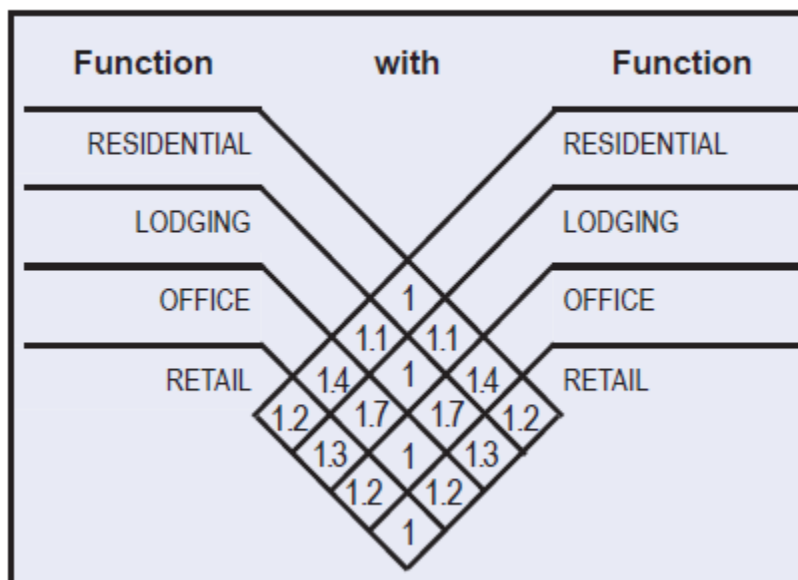 Function with Function
RESIDENTIAL RESIDENTIAL
LODGING LODGING
OFFICE OFFICE
1
1.1 1.1
RETAIL 1.4 1 1.4 RETAIL
1.2 1.7 1.7 1.2
1.3 1 1.3
1.2 1.2
1